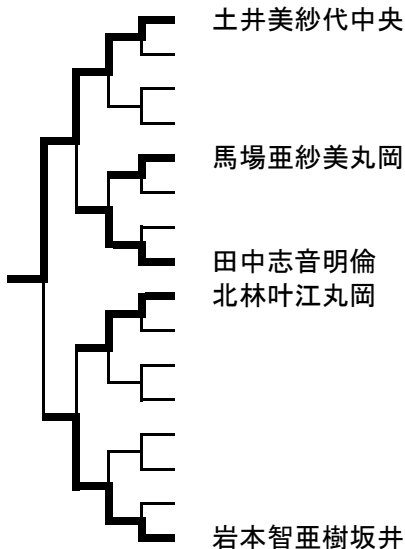 土井美紗代中央
馬場亜紗美丸岡
田中志音明倫
北林叶江丸岡
岩本智亜樹坂井